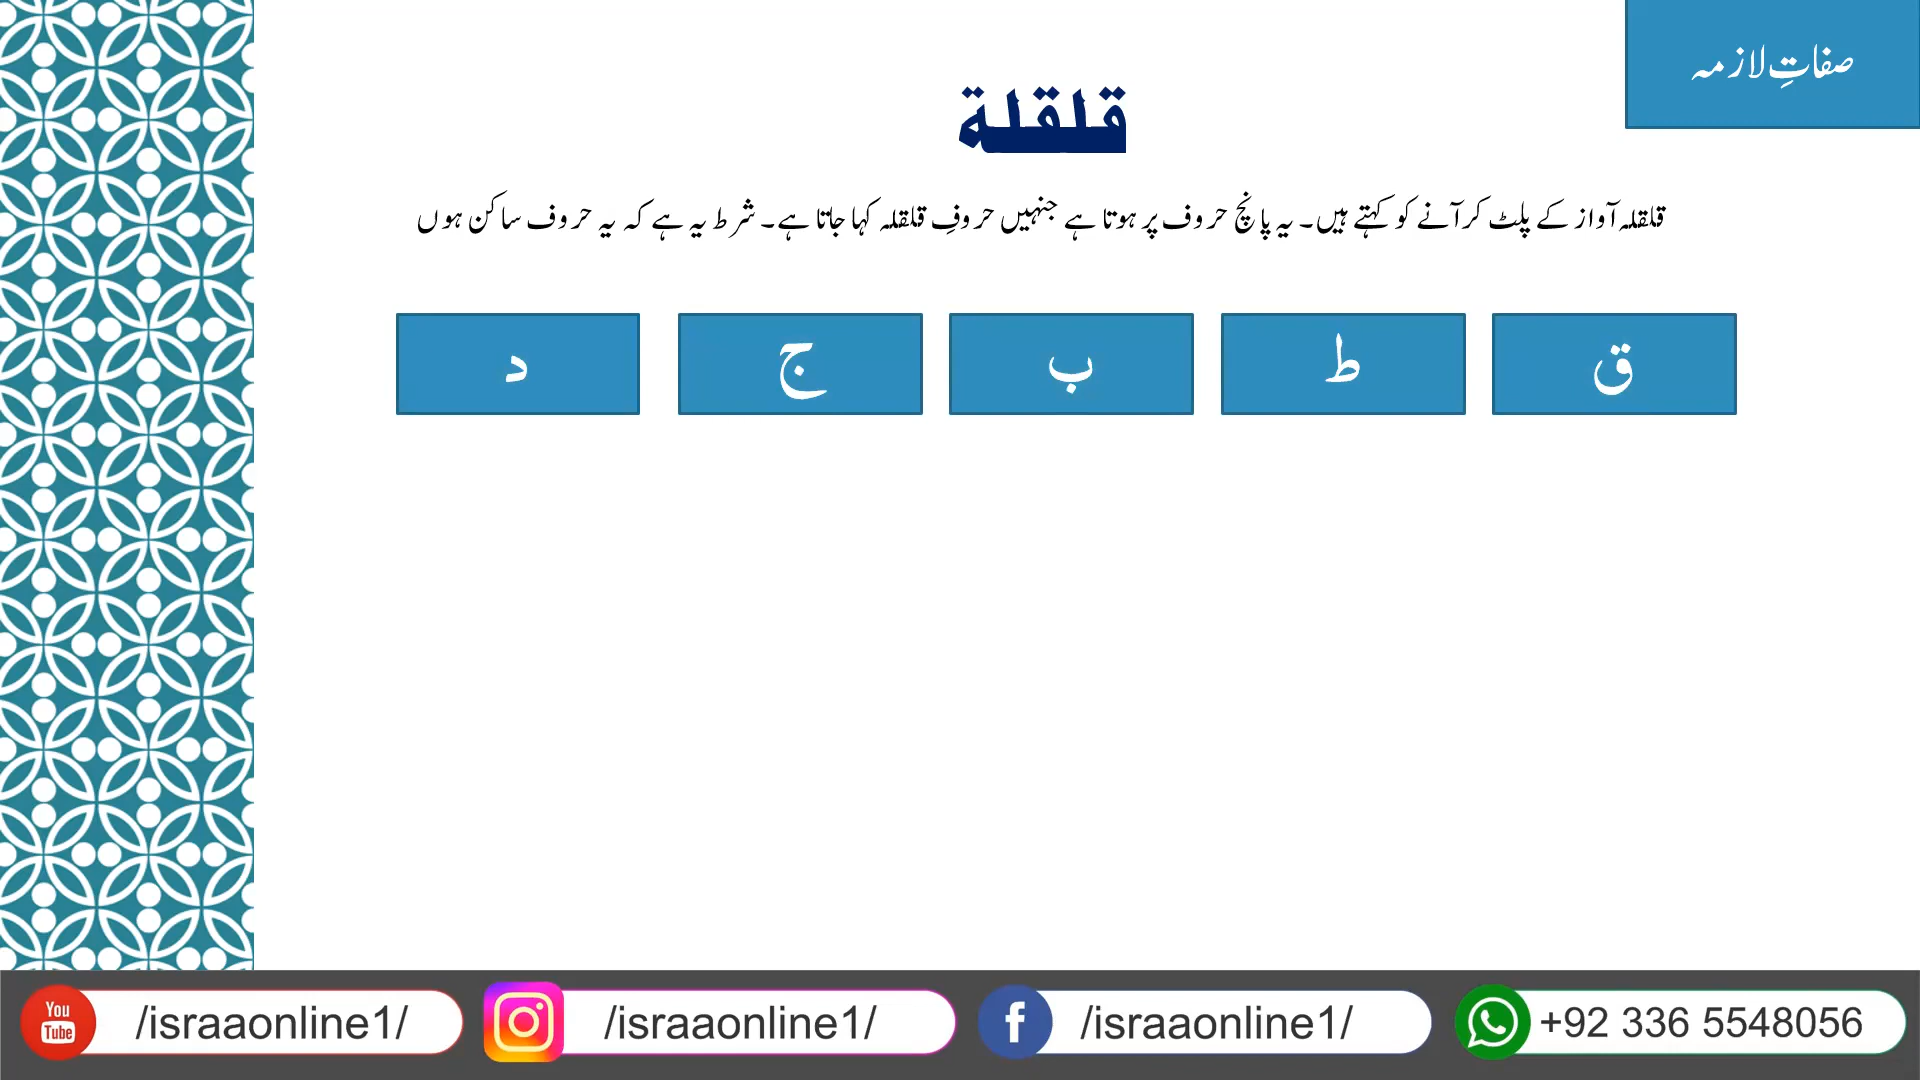 صفاتِ لازمہ
قلقلة
قلقلہ آواز کے پلٹ کر آنے کو کہتے ہیں۔ یہ پانچ حروف پر ہوتا ہے جنہیں حروفِ قلقلہ کہا جاتا ہے۔ شرط یہ ہے کہ یہ حروف ساکن ہوں
ق ط ب ج د
You Tube /israaonline1/ /israaonline1/ f /israaonline1/ +92 336 5548056